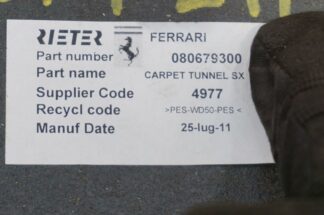 RIETER FERRARI
Part number 080679300
Part name CARPET TUNNEL SX
Supplier Code 4977
Recycl code >PES-WD50-PES<
Manuf Date 25-lug-11